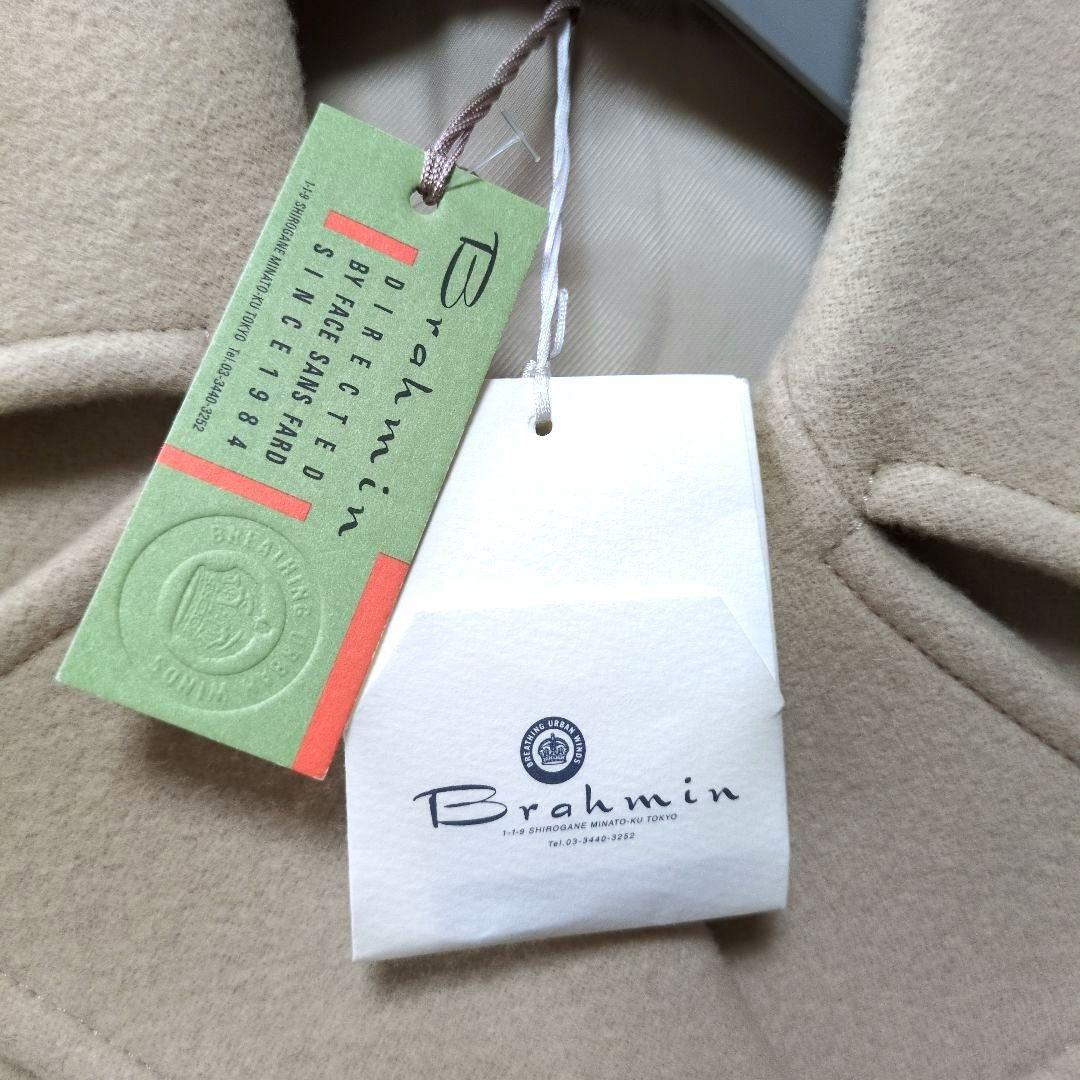 Brahmin
DIRECTED
BY FACE SANS FARD
SINCE 1984
1-1-9 SHIROGANE MINATO-KU TOKYO Tel.03-3440-3252
BREATHING URBAN WINDS
BREATHING URBAN WINDS
Brahmin
1-1-9 SHIROGANE MINATO-KU TOKYO
Tel.03-3440-3252